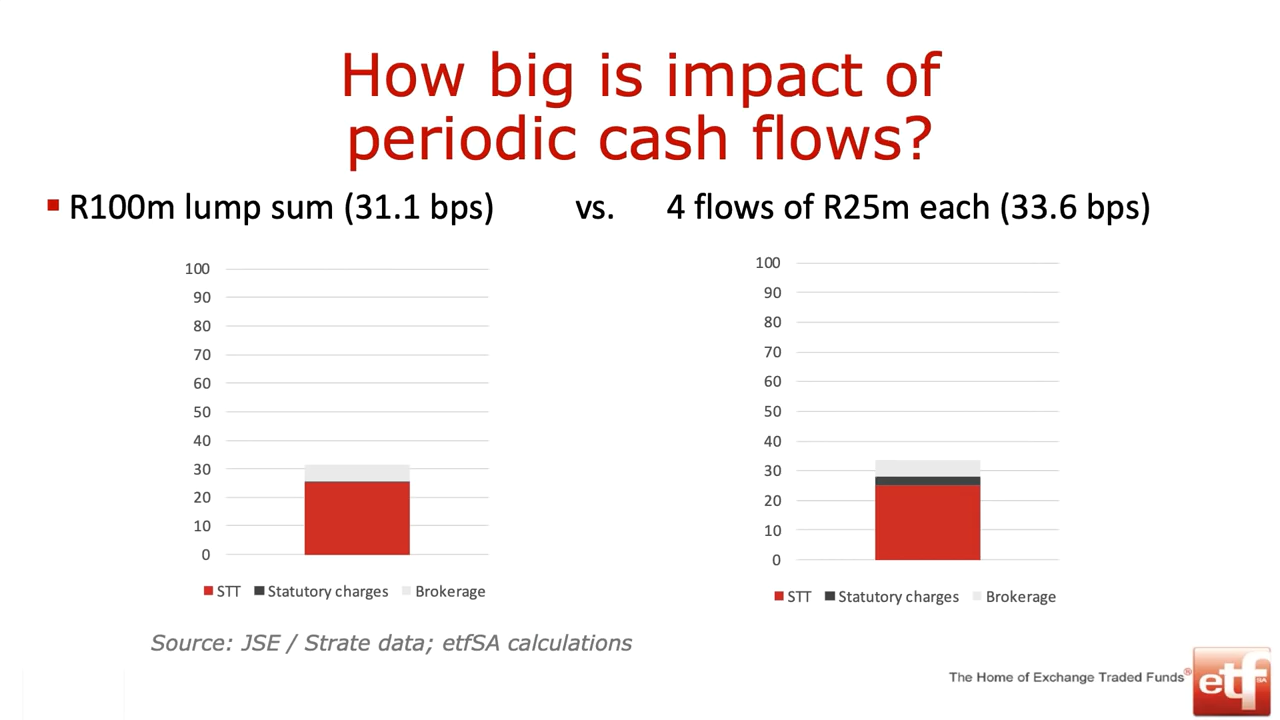 How big is impact of
periodic cash flows?
▪ R100m lump sum (31.1 bps) vs. 4 flows of R25m each (33.6 bps)
100
90
80
70
60
50
40
30
20
10
0
STT Statutory charges Brokerage
100
90
80
70
60
50
40
30
20
10
0
STT Statutory charges Brokerage
Source: JSE / Strate data; etfSA calculations
The Home of Exchange Traded Funds®
etf SA